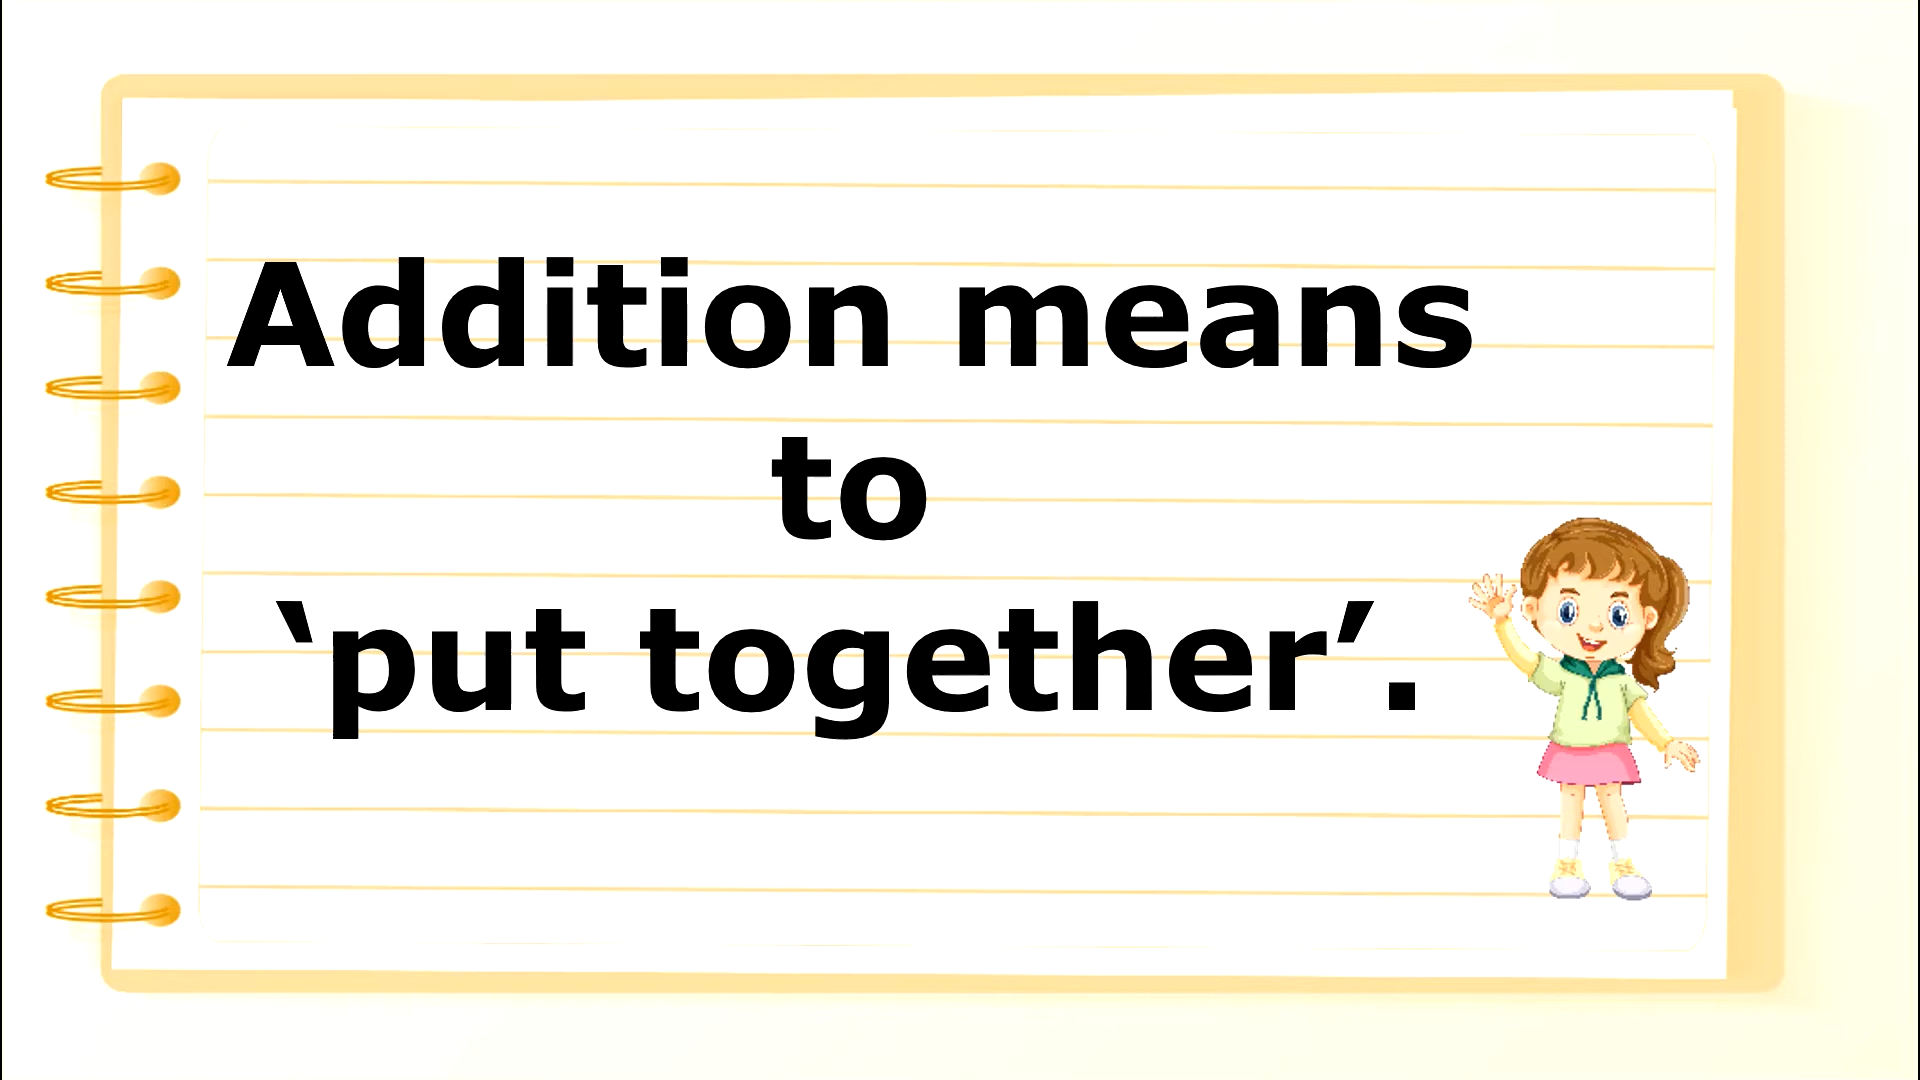 Addition means
to
‘put together’.